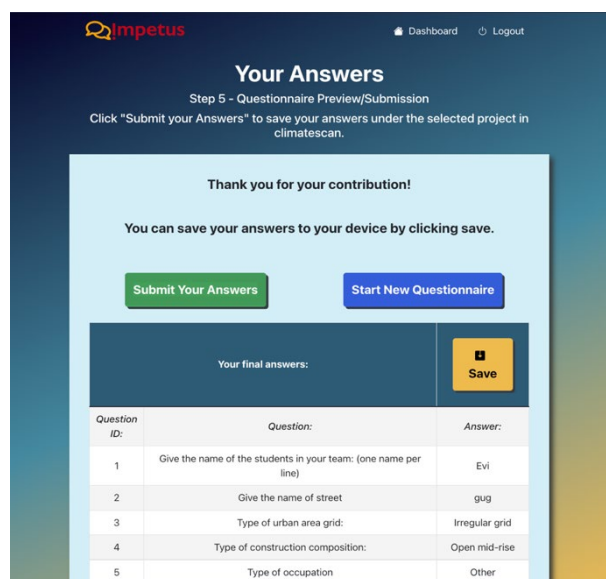 Impetus
Dashboard Logout
Your Answers
Step 5 - Questionnaire Preview/Submission
Click "Submit your Answers" to save your answers under the selected project in
climatescan.
Thank you for your contribution!
You can save your answers to your device by clicking save.
Submit Your Answers Start New Questionnaire
Your final answers: Save
Question ID: Question: Answer:
1 Give the name of the students in your team: (one name per
line) Evi
2 Give the name of street gug
3 Type of urban area grid: Irregular grid
4 Type of construction composition: Open mid-rise
5 Type of occupation Other